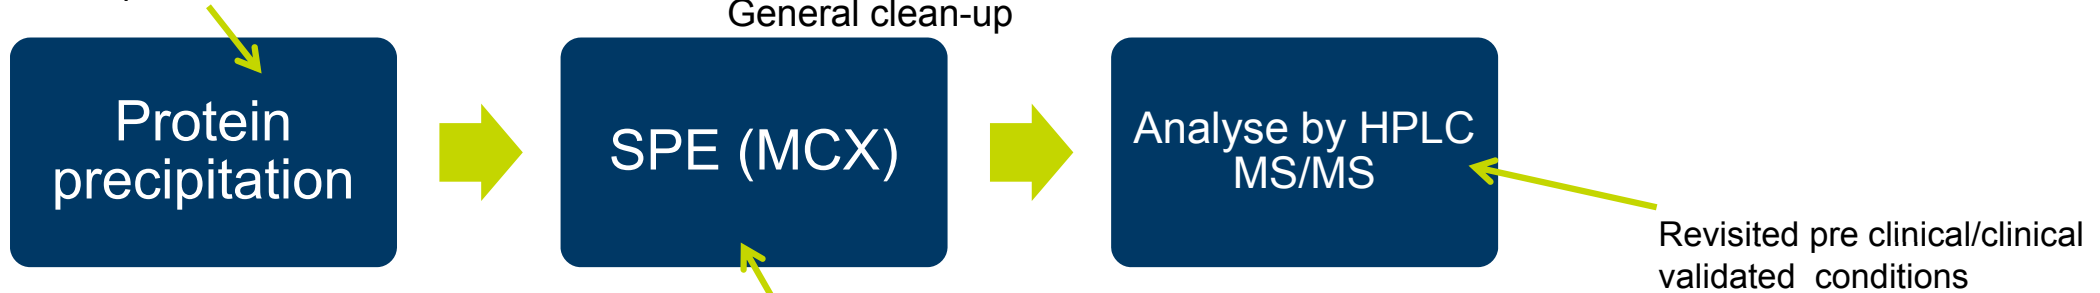 General clean-up
Protein
precipitation
SPE (MCX)
Analyse by HPLC
MS/MS
Revisited pre clinical/clinical
validated conditions